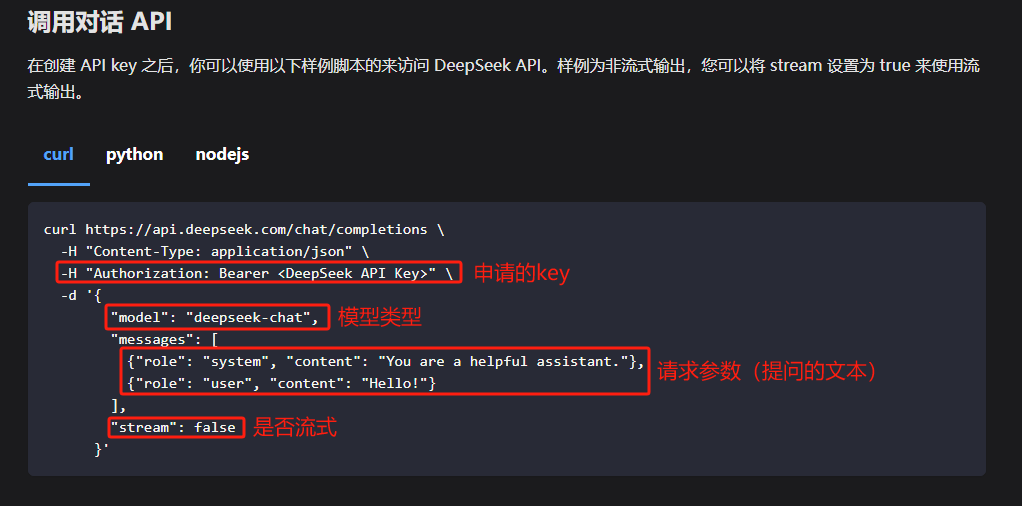 调用对话 API
在创建 API key 之后，你可以使用以下样例脚本的来访问 DeepSeek API。样例为非流式输出，您可以将 stream 设置为 true 来使用流
式输出。
curl python nodejs
curl https://api.deepseek.com/chat/completions \
-H "Content-Type: application/json" \
-H "Authorization: Bearer <DeepSeek API Key>" \ 申请的key
-d '{
"model": "deepseek-chat", 模型类型
"messages": [
{"role": "system", "content": "You are a helpful assistant."},
请求参数（提问的文本）
{"role": "user", "content": "Hello!"}
],
"stream": false 是否流式
}'